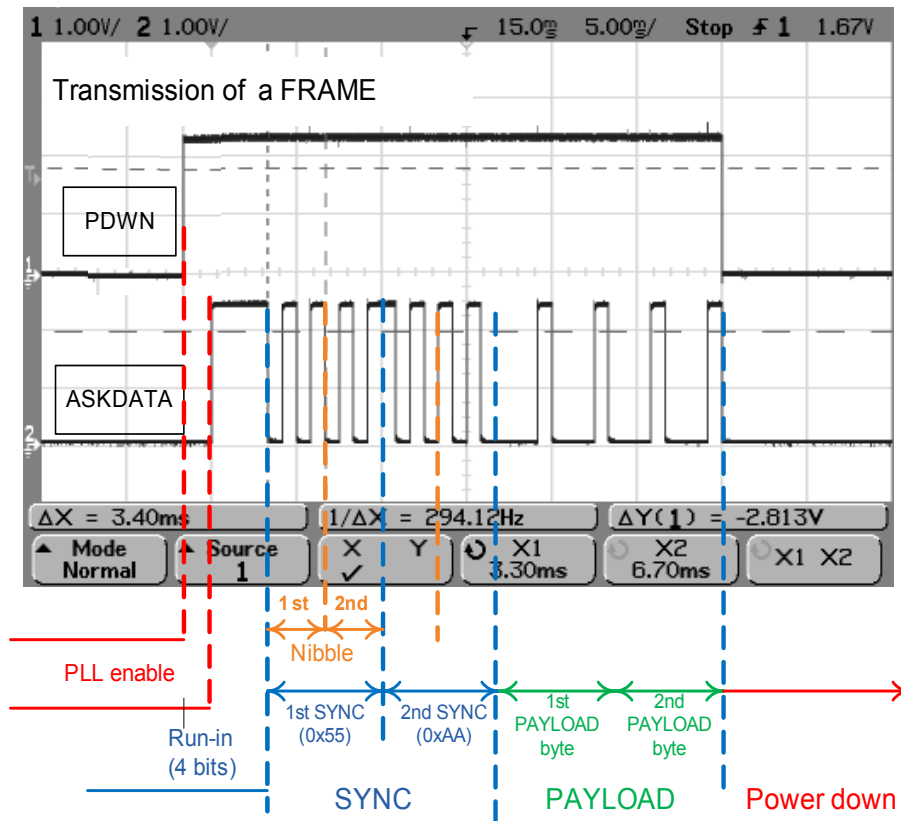 1 1.00V/ 2 1.00V/ 15.0ms 5.00ms/ Stop 1 1.67V
Transmission of a FRAME
T
PDWN
1
ASKDATA
2
ΔX = 3.40ms 1/ΔX = 294.12Hz ΔY(1) = -2.813V
Mode Source X Y X1 X2 X1 X2
Normal 1 ✓ 3.30ms 6.70ms
1st 2nd
Nibble
PLL enable
1st SYNC 2nd SYNC 1st 2nd
(0x55) (0xAA) PAYLOAD PAYLOAD
byte byte
Run-in
(4 bits)
SYNC PAYLOAD Power down